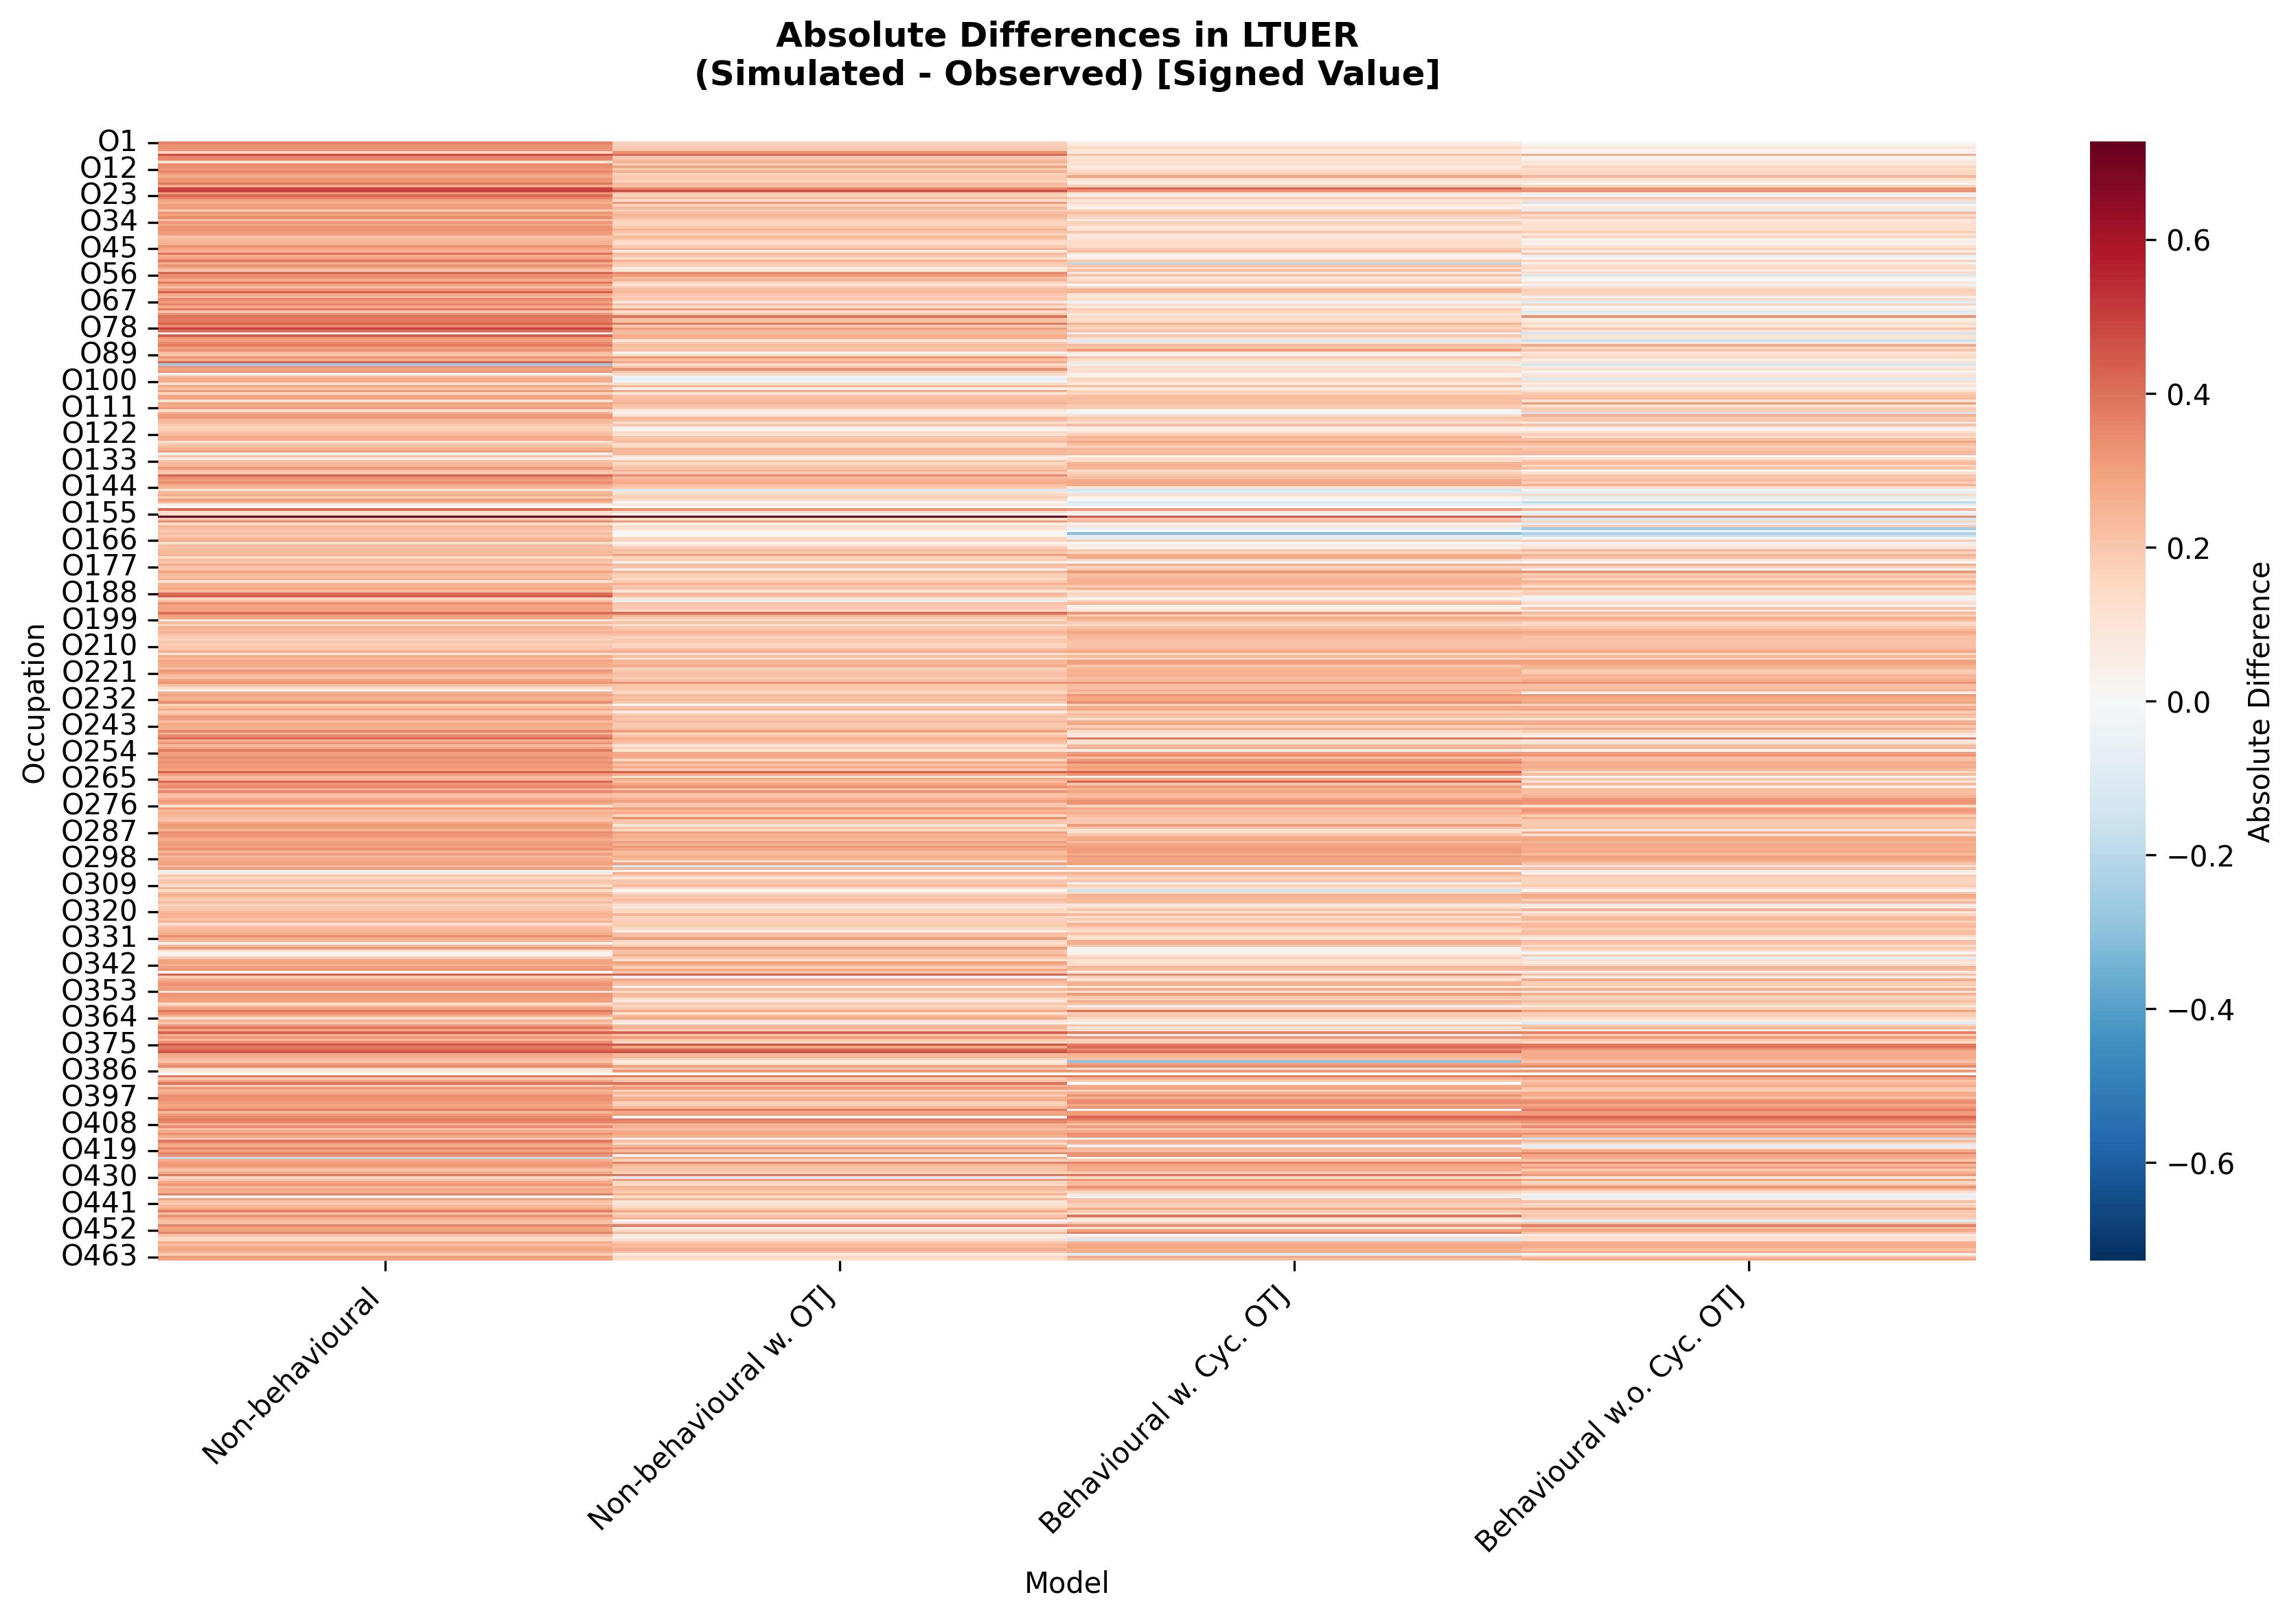 Absolute Differences in LTUER
(Simulated - Observed) [Signed Value]
Occupation
O1
O12
O23
O34
O45
O56
O67
O78
O89
O100
O111
O122
O133
O144
O155
O166
O177
O188
O199
O210
O221
O232
O243
O254
O265
O276
O287
O298
O309
O320
O331
O342
O353
O364
O375
O386
O397
O408
O419
O430
O441
O452
O463
Non-behavioural
Non-behavioural w. OTJ
Behavioural w. Cyc. OTJ
Behavioural w.o. Cyc. OTJ
Model
0.6
0.4
0.2
0.0
−0.2
−0.4
−0.6
Absolute Difference